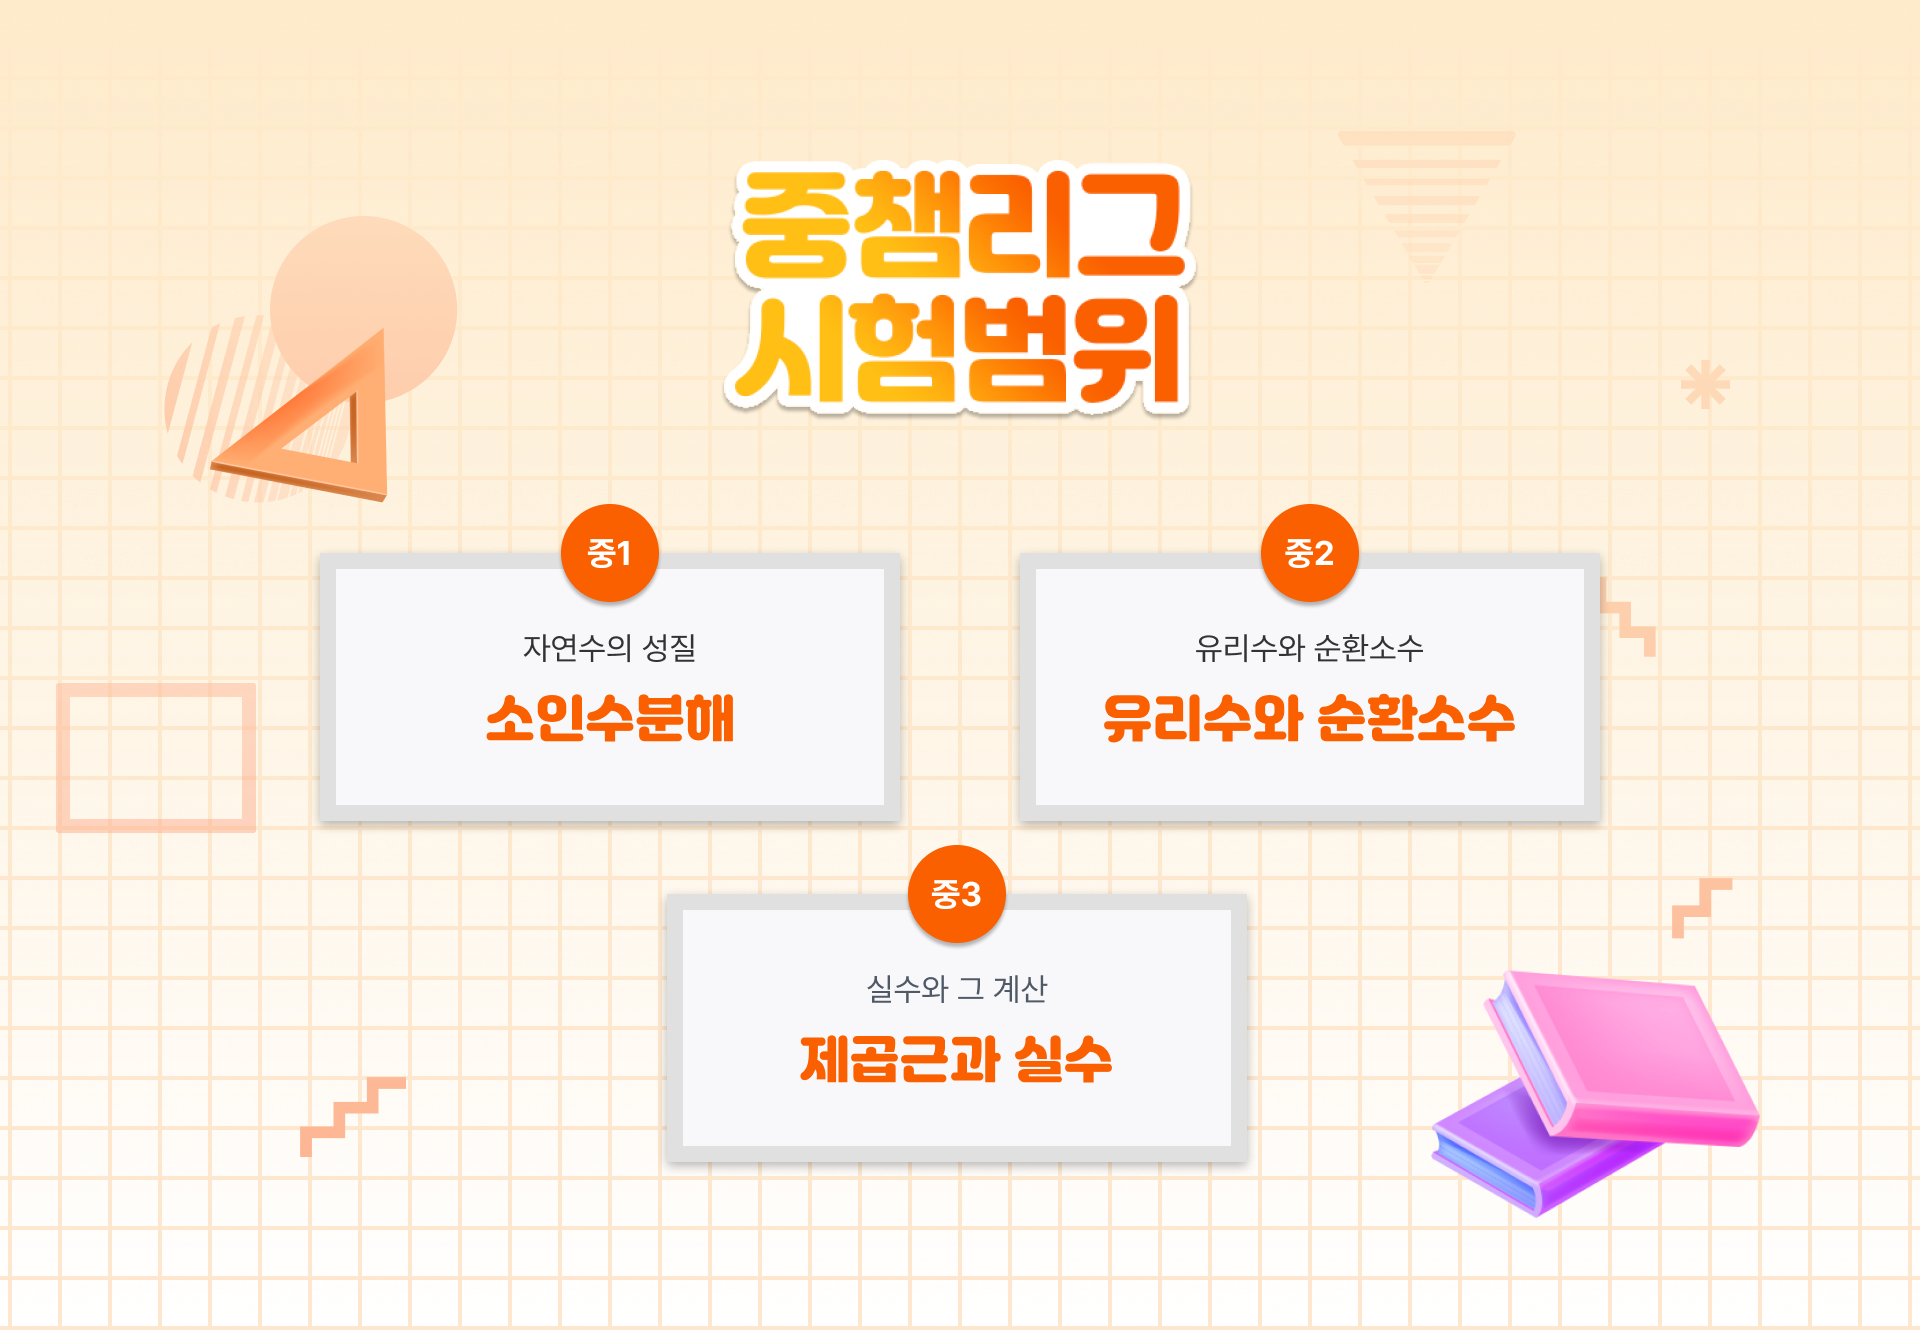 중챔리그
시험범위
중1
자연수의 성질
소인수분해
중2
유리수와 순환소수
유리수와 순환소수
중3
실수와 그 계산
제곱근과 실수